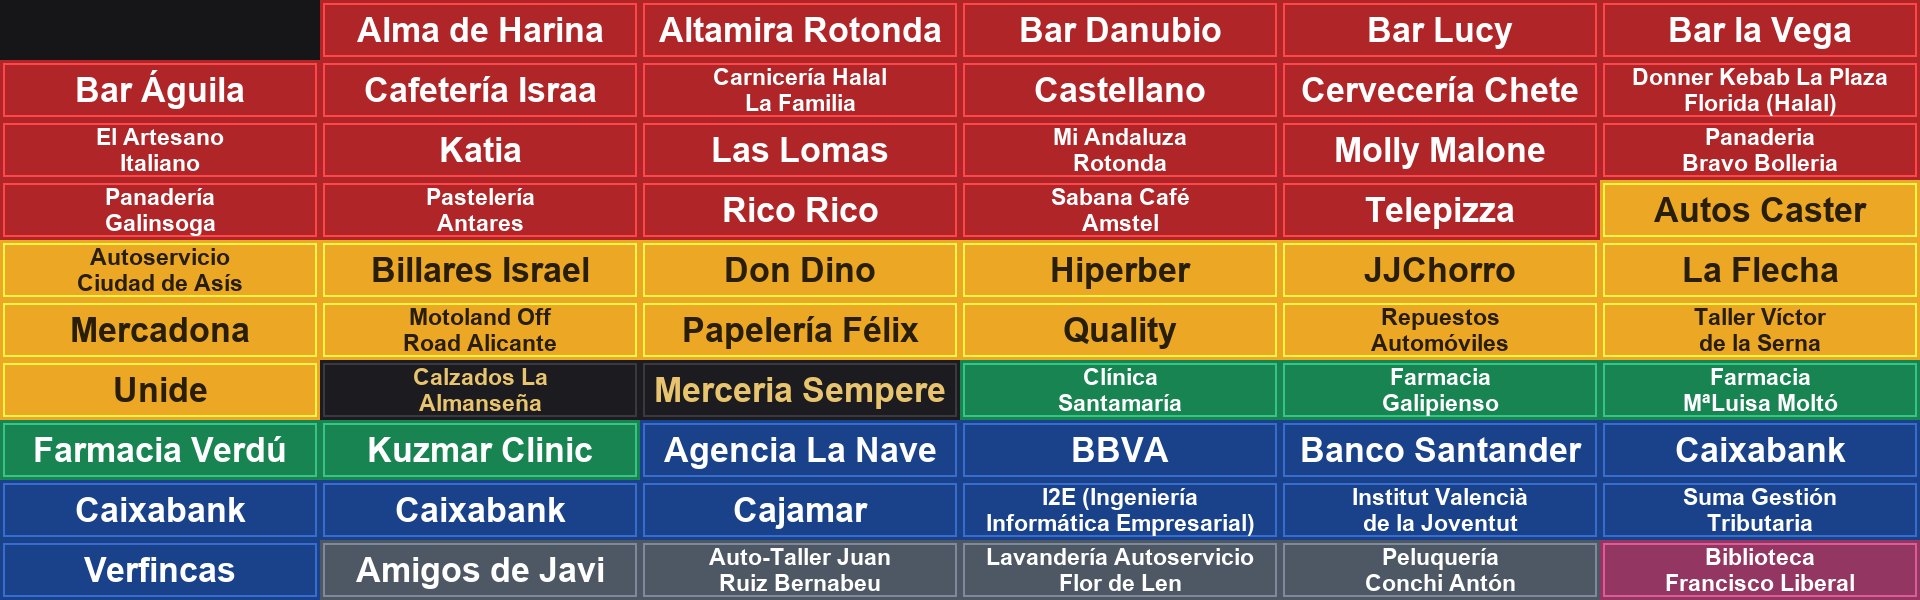 Alma de Harina
Altamira Rotonda
Bar Danubio
Bar Lucy
Bar la Vega
Bar Águila
Cafetería Israa
Carnicería Halal
La Familia
Castellano
Cervecería Chete
Donner Kebab La Plaza
Florida (Halal)
El Artesano
Italiano
Katia
Las Lomas
Mi Andaluza
Rotonda
Molly Malone
Panaderia
Bravo Bolleria
Panadería
Galinsoga
Pastelería
Antares
Rico Rico
Sabana Café
Amstel
Telepizza
Autos Caster
Autoservicio
Ciudad de Asís
Billares Israel
Don Dino
Hiperber
JJChorro
La Flecha
Mercadona
Motoland Off
Road Alicante
Papelería Félix
Quality
Repuestos
Automóviles
Taller Víctor
de la Serna
Unide
Calzados La
Almanseña
Merceria Sempere
Clínica
Santamaría
Farmacia
Galipienso
Farmacia
MªLuisa Moltó
Farmacia Verdú
Kuzmar Clinic
Agencia La Nave
BBVA
Banco Santander
Caixabank
Caixabank
Caixabank
Cajamar
I2E (Ingeniería
Informática Empresarial)
Institut Valencià
de la Joventut
Suma Gestión
Tributaria
Verfincas
Amigos de Javi
Auto-Taller Juan
Ruiz Bernabeu
Lavandería Autoservicio
Flor de Len
Peluquería
Conchi Antón
Biblioteca
Francisco Liberal